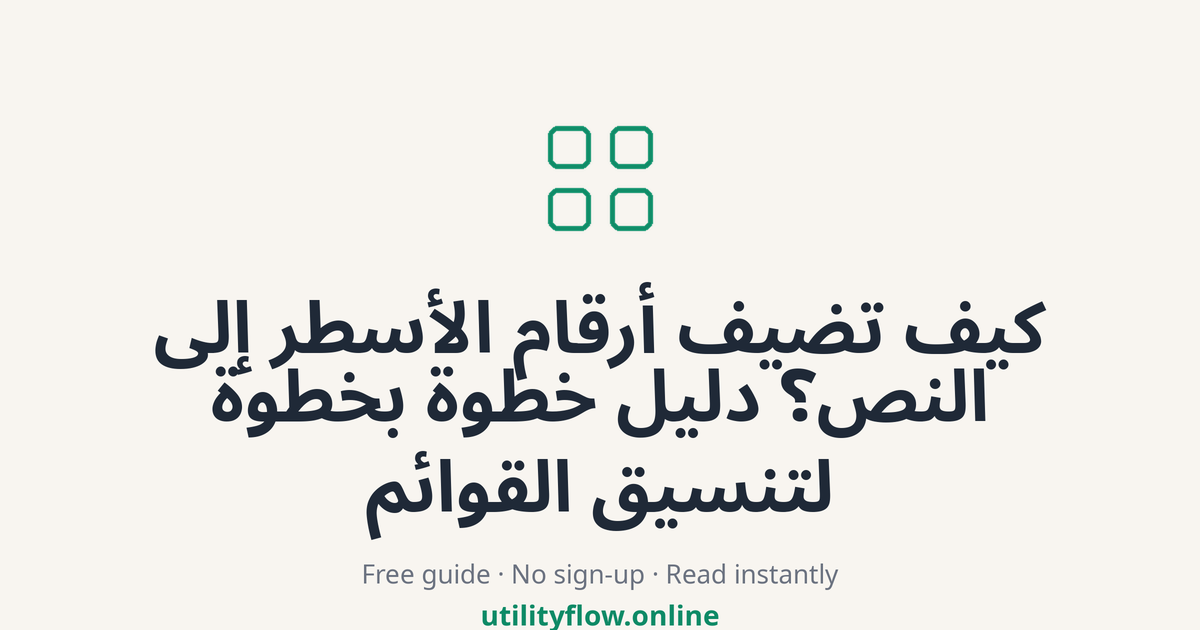 كيف تضيف أرقام الأسطر إلى
النص؟ دليل خطوة بخطوة
لتنسيق القوائم
Free guide · No sign-up · Read instantly
utilityflow.online